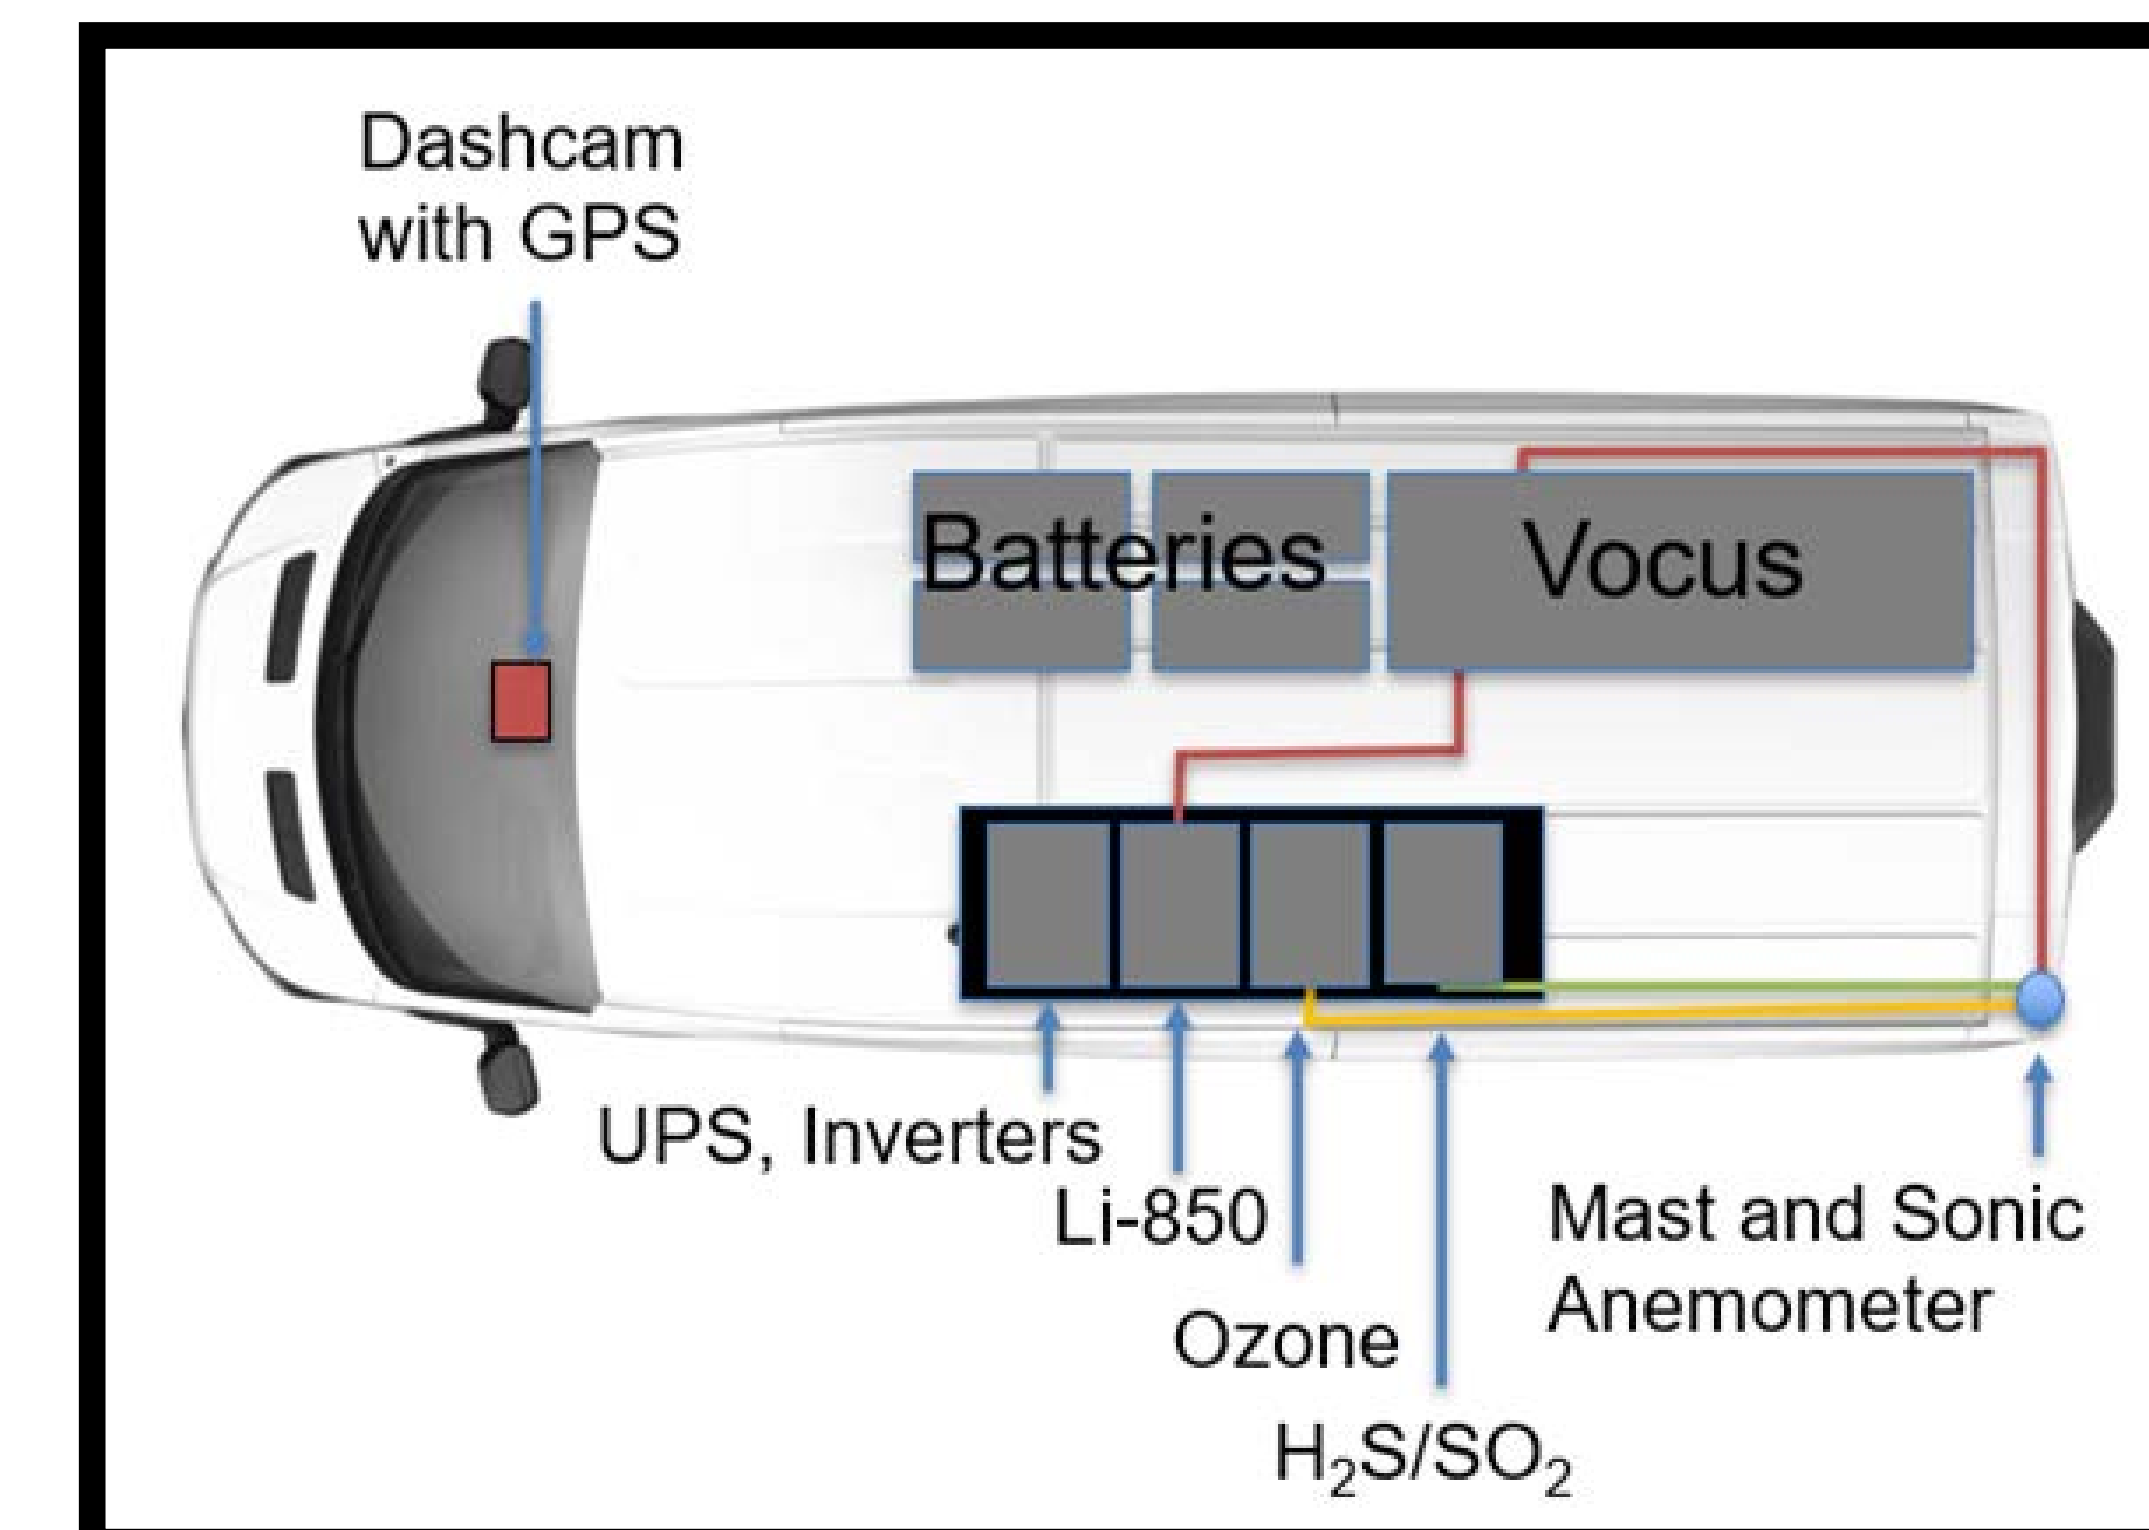 Dashcam
with GPS
Batteries
Vocus
UPS, Inverters
Li-850
Ozone
H₂S/SO₂
Mast and Sonic
Anemometer